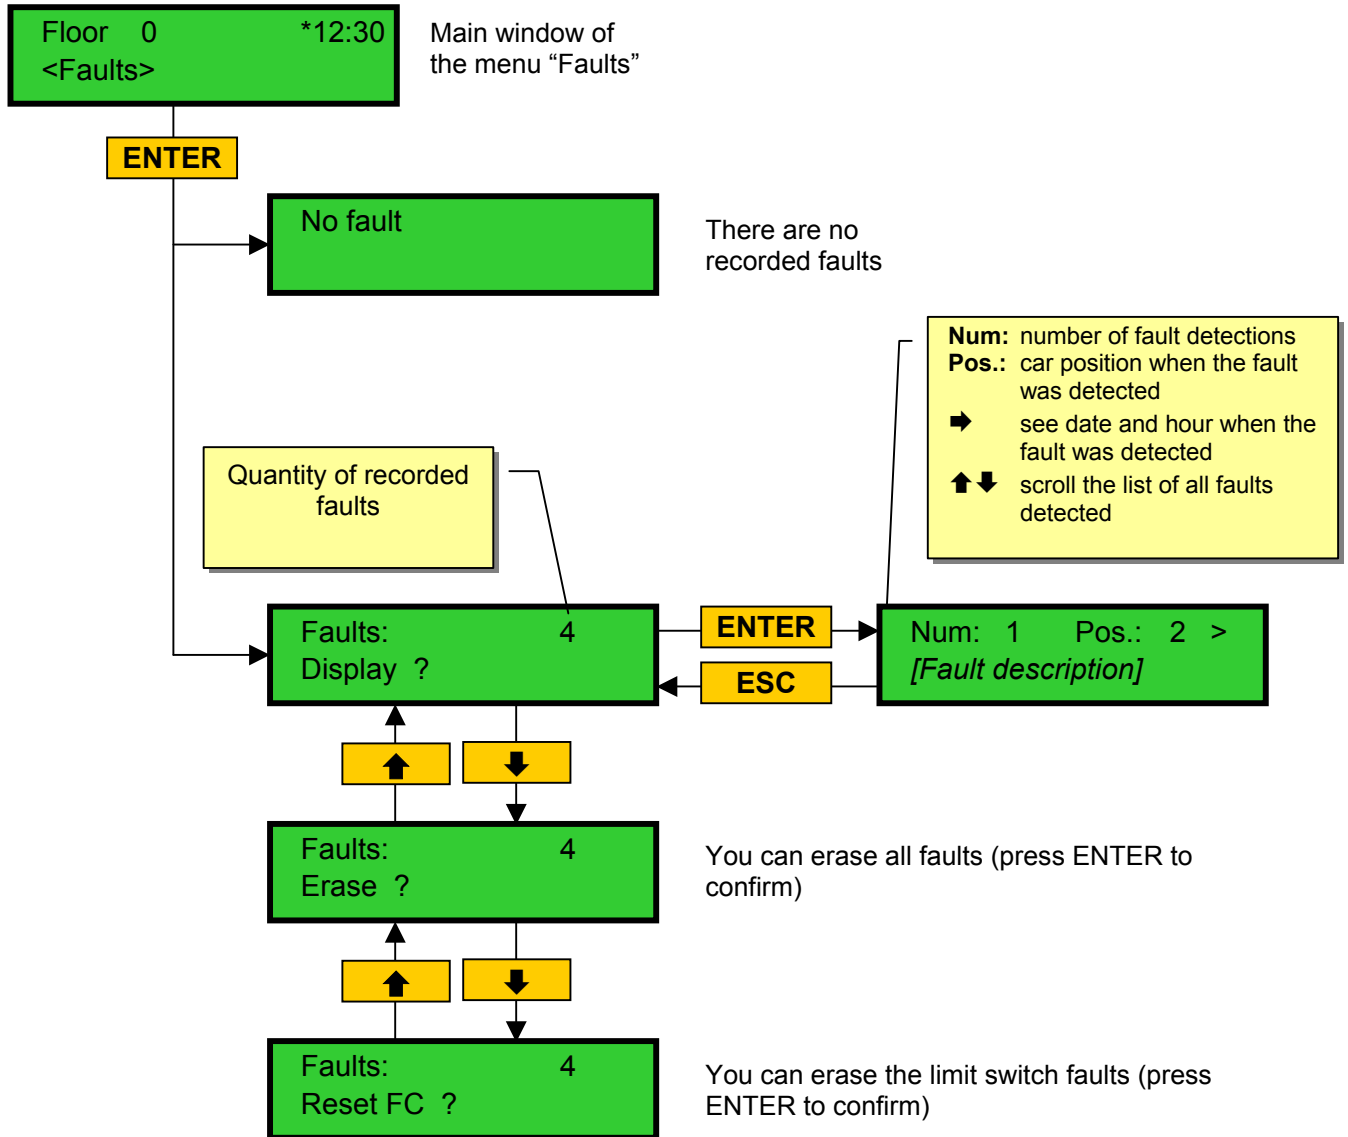 Floor 0 *12:30
<Faults>
Main window of
the menu “Faults”
ENTER
No fault
There are no
recorded faults
Num: number of fault detections
Pos.: car position when the fault
was detected
➡ see date and hour when the
fault was detected
⬆⬇ scroll the list of all faults
detected
Quantity of recorded
faults
Faults: 4
Display ?
ENTER
ESC
Num: 1 Pos.: 2 >
[Fault description]
⬆ ⬇
Faults: 4
Erase ?
You can erase all faults (press ENTER to
confirm)
⬆ ⬇
Faults: 4
Reset FC ?
You can erase the limit switch faults (press
ENTER to confirm)